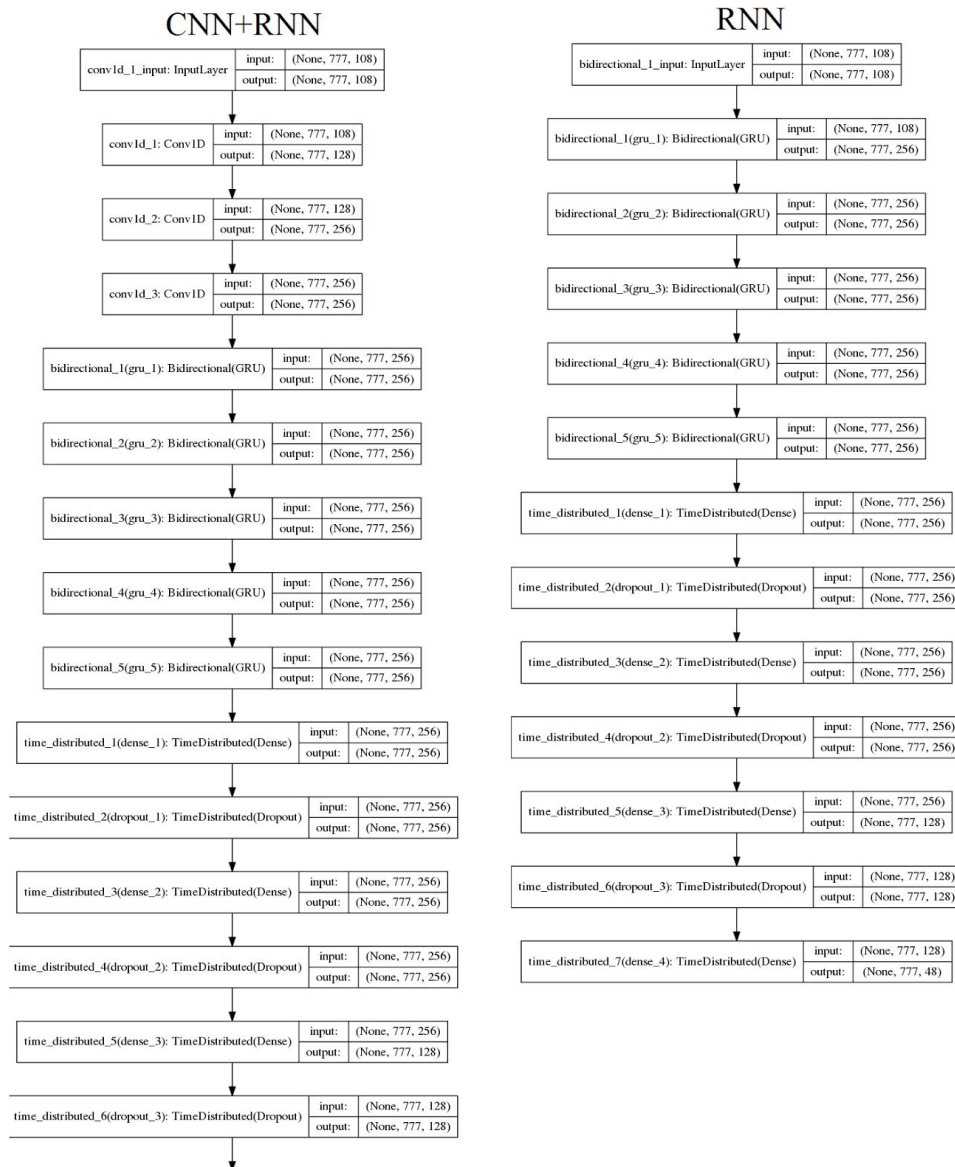 CNN+RNN
conv1d_1_input: InputLayer
input: (None, 777, 108)
output: (None, 777, 108)
conv1d_1: Conv1D
input: (None, 777, 108)
output: (None, 777, 128)
conv1d_2: Conv1D
input: (None, 777, 128)
output: (None, 777, 256)
conv1d_3: Conv1D
input: (None, 777, 256)
output: (None, 777, 256)
bidirectional_1(gru_1): Bidirectional(GRU)
input: (None, 777, 256)
output: (None, 777, 256)
bidirectional_2(gru_2): Bidirectional(GRU)
input: (None, 777, 256)
output: (None, 777, 256)
bidirectional_3(gru_3): Bidirectional(GRU)
input: (None, 777, 256)
output: (None, 777, 256)
bidirectional_4(gru_4): Bidirectional(GRU)
input: (None, 777, 256)
output: (None, 777, 256)
bidirectional_5(gru_5): Bidirectional(GRU)
input: (None, 777, 256)
output: (None, 777, 256)
time_distributed_1(dense_1): TimeDistributed(Dense)
input: (None, 777, 256)
output: (None, 777, 256)
time_distributed_2(dropout_1): TimeDistributed(Dropout)
input: (None, 777, 256)
output: (None, 777, 256)
time_distributed_3(dense_2): TimeDistributed(Dense)
input: (None, 777, 256)
output: (None, 777, 256)
time_distributed_4(dropout_2): TimeDistributed(Dropout)
input: (None, 777, 256)
output: (None, 777, 256)
time_distributed_5(dense_3): TimeDistributed(Dense)
input: (None, 777, 256)
output: (None, 777, 128)
time_distributed_6(dropout_3): TimeDistributed(Dropout)
input: (None, 777, 128)
output: (None, 777, 128)
RNN
bidirectional_1_input: InputLayer
input: (None, 777, 108)
output: (None, 777, 108)
bidirectional_1(gru_1): Bidirectional(GRU)
input: (None, 777, 108)
output: (None, 777, 256)
bidirectional_2(gru_2): Bidirectional(GRU)
input: (None, 777, 256)
output: (None, 777, 256)
bidirectional_3(gru_3): Bidirectional(GRU)
input: (None, 777, 256)
output: (None, 777, 256)
bidirectional_4(gru_4): Bidirectional(GRU)
input: (None, 777, 256)
output: (None, 777, 256)
bidirectional_5(gru_5): Bidirectional(GRU)
input: (None, 777, 256)
output: (None, 777, 256)
time_distributed_1(dense_1): TimeDistributed(Dense)
input: (None, 777, 256)
output: (None, 777, 256)
time_distributed_2(dropout_1): TimeDistributed(Dropout)
input: (None, 777, 256)
output: (None, 777, 256)
time_distributed_3(dense_2): TimeDistributed(Dense)
input: (None, 777, 256)
output: (None, 777, 256)
time_distributed_4(dropout_2): TimeDistributed(Dropout)
input: (None, 777, 256)
output: (None, 777, 256)
time_distributed_5(dense_3): TimeDistributed(Dense)
input: (None, 777, 256)
output: (None, 777, 128)
time_distributed_6(dropout_3): TimeDistributed(Dropout)
input: (None, 777, 128)
output: (None, 777, 128)
time_distributed_7(dense_4): TimeDistributed(Dense)
input: (None, 777, 128)
output: (None, 777, 48)